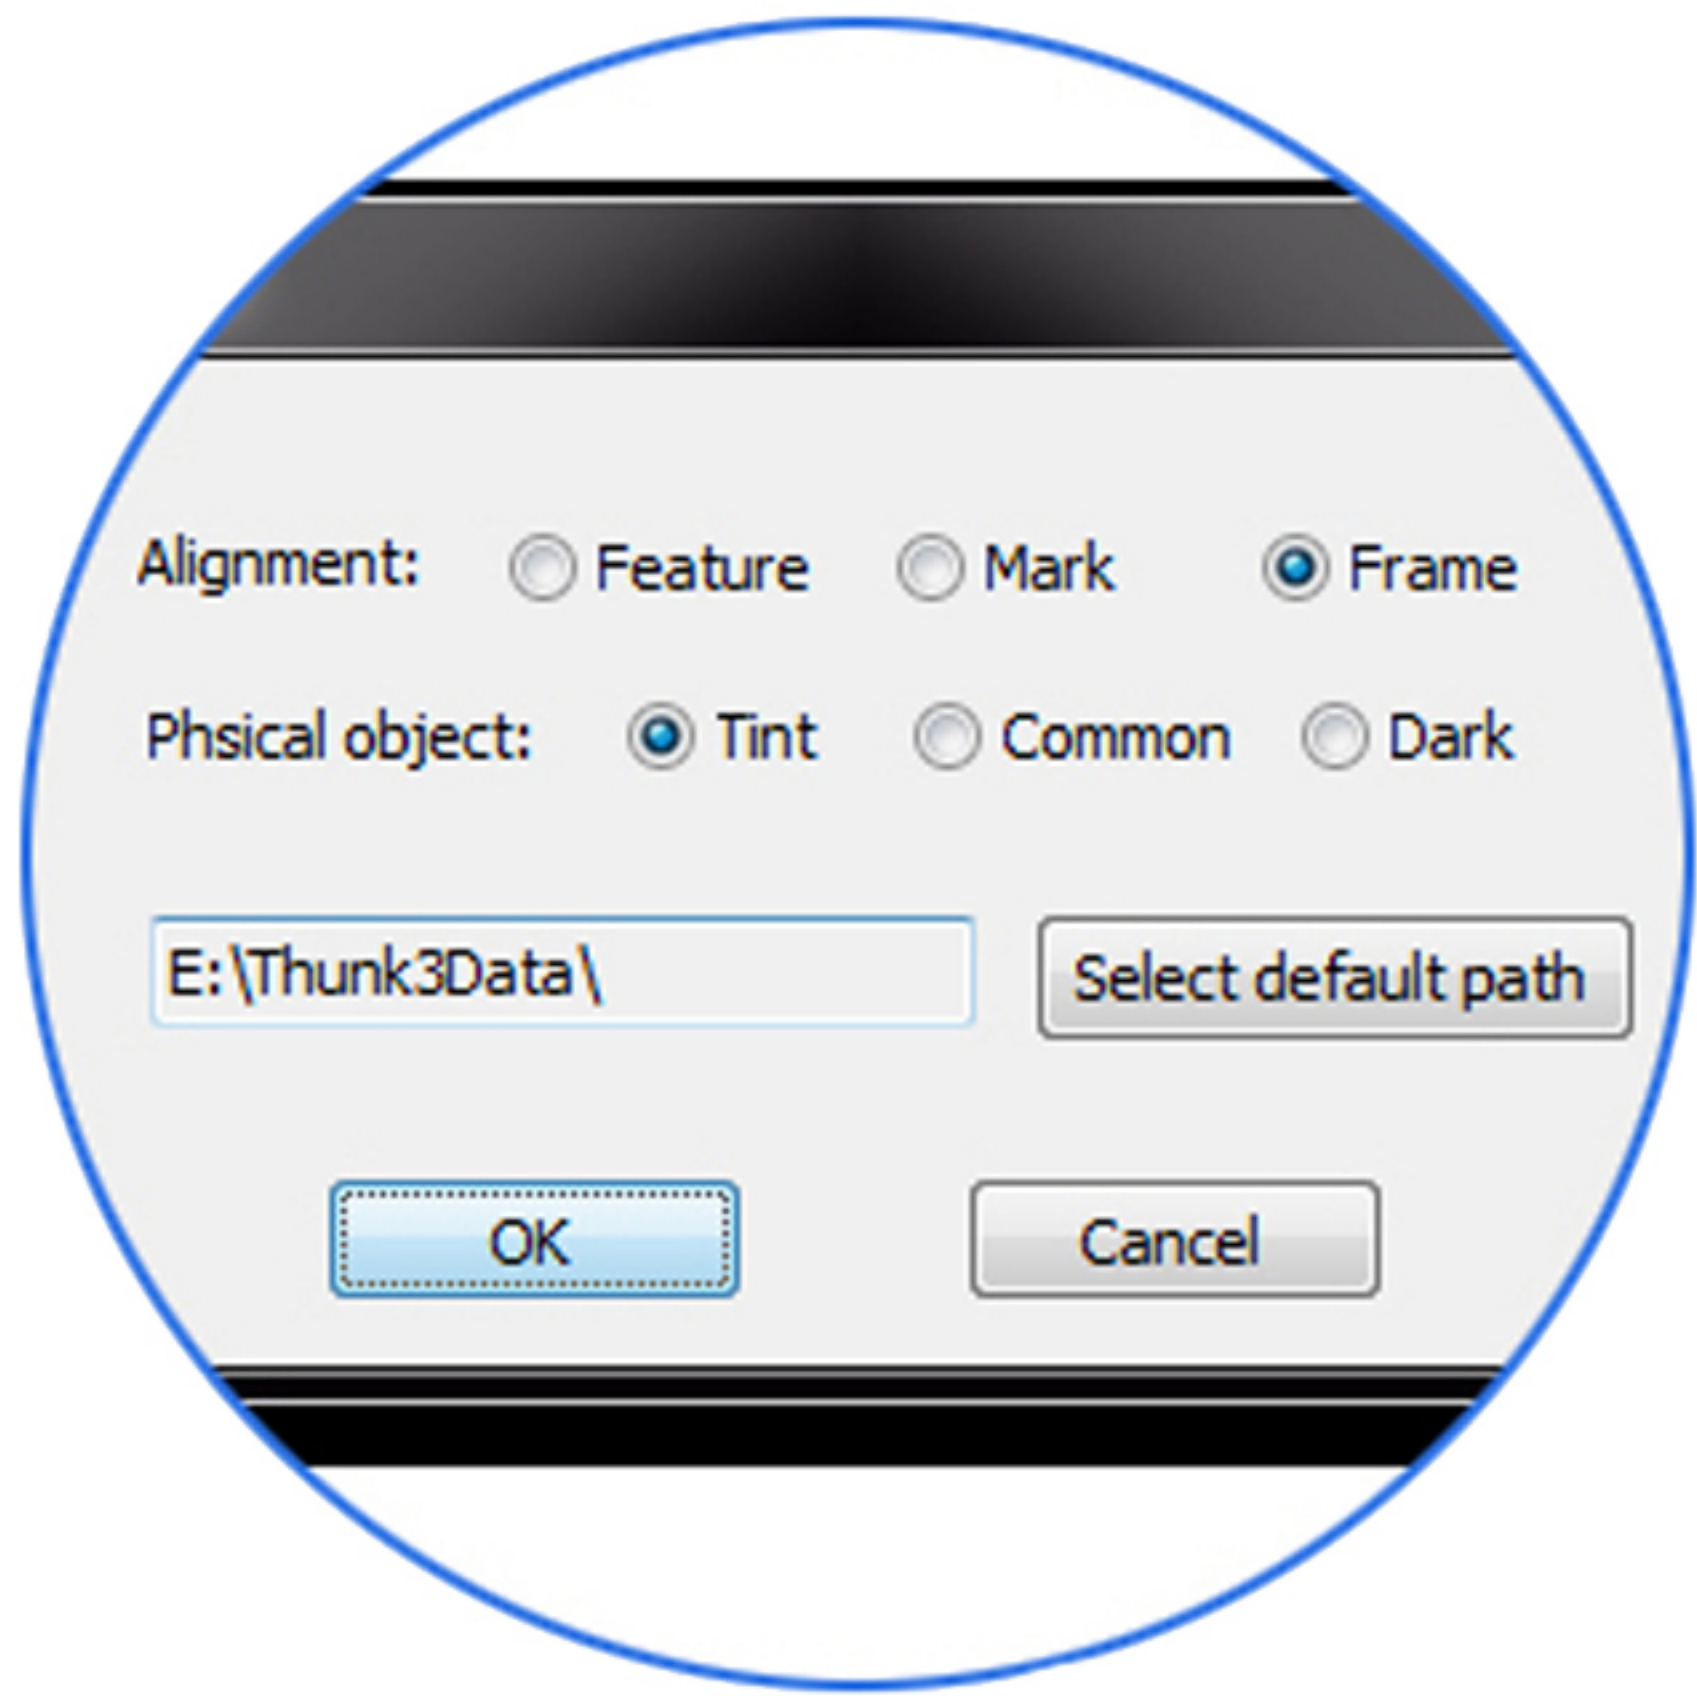 Alignment: Feature Mark Frame
Phsical object: Tint Common Dark
E:\Thunk3Data\ Select default path
OK Cancel